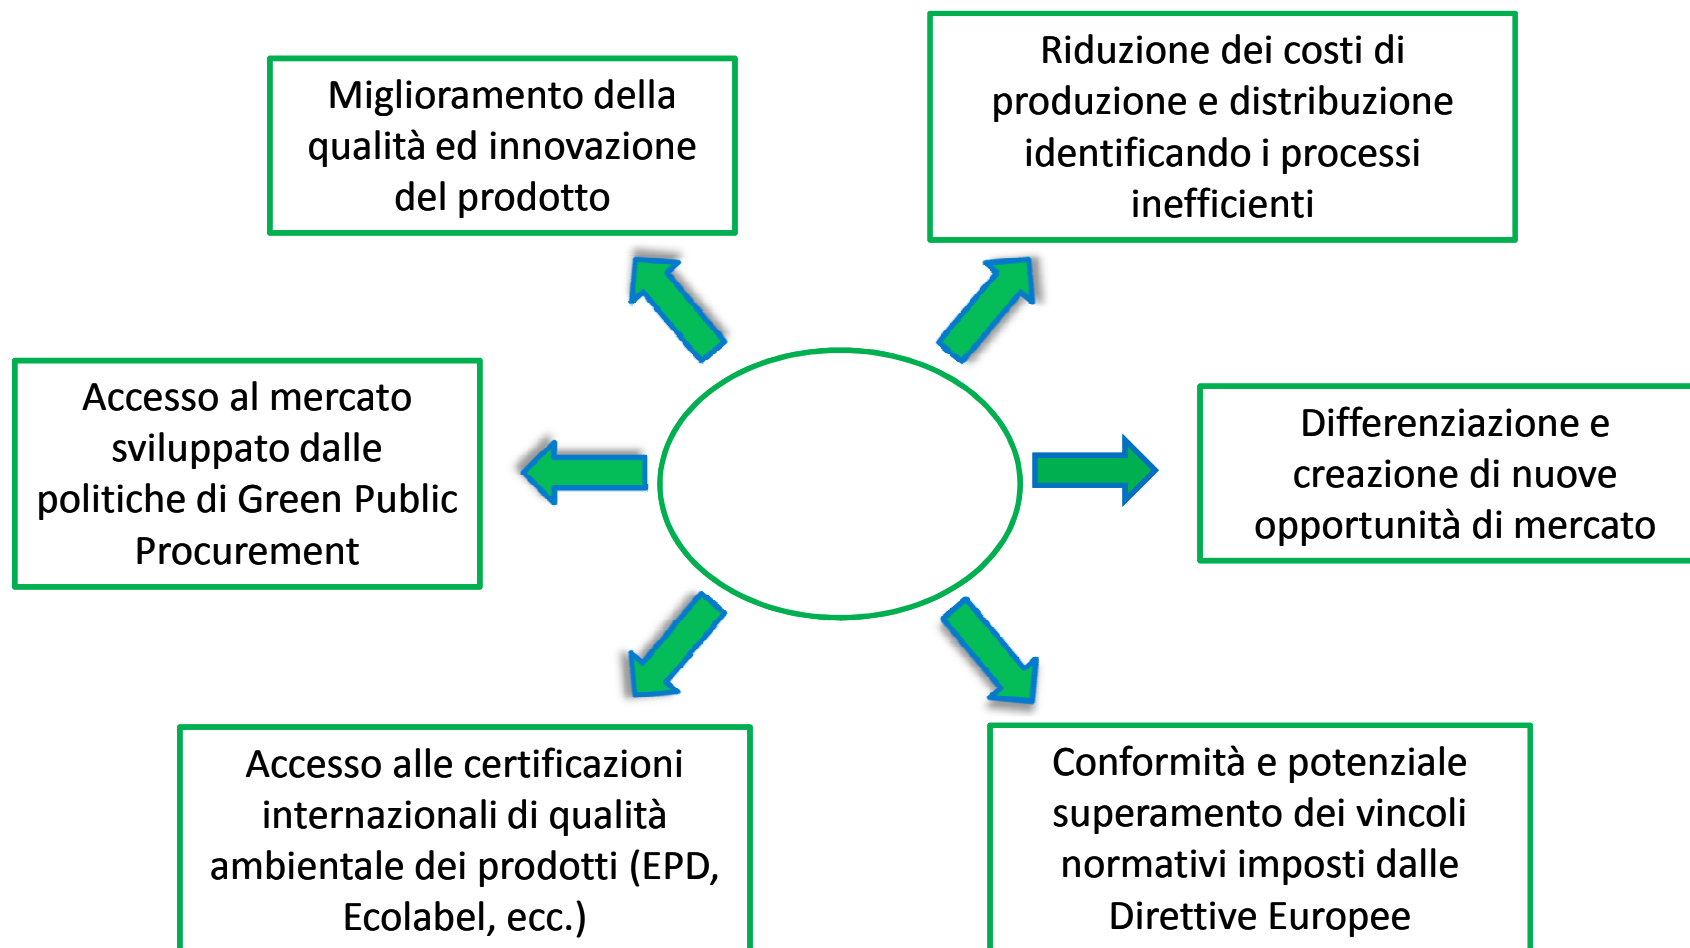 Miglioramento della
qualità ed innovazione
del prodotto
Riduzione dei costi di
produzione e distribuzione
identificando i processi
inefficienti
Accesso al mercato
sviluppato dalle
politiche di Green Public
Procurement
Differenziazione e
creazione di nuove
opportunità di mercato
Accesso alle certificazioni
internazionali di qualità
ambientale dei prodotti (EPD,
Ecolabel, ecc.)
Conformità e potenziale
superamento dei vincoli
normativi imposti dalle
Direttive Europee